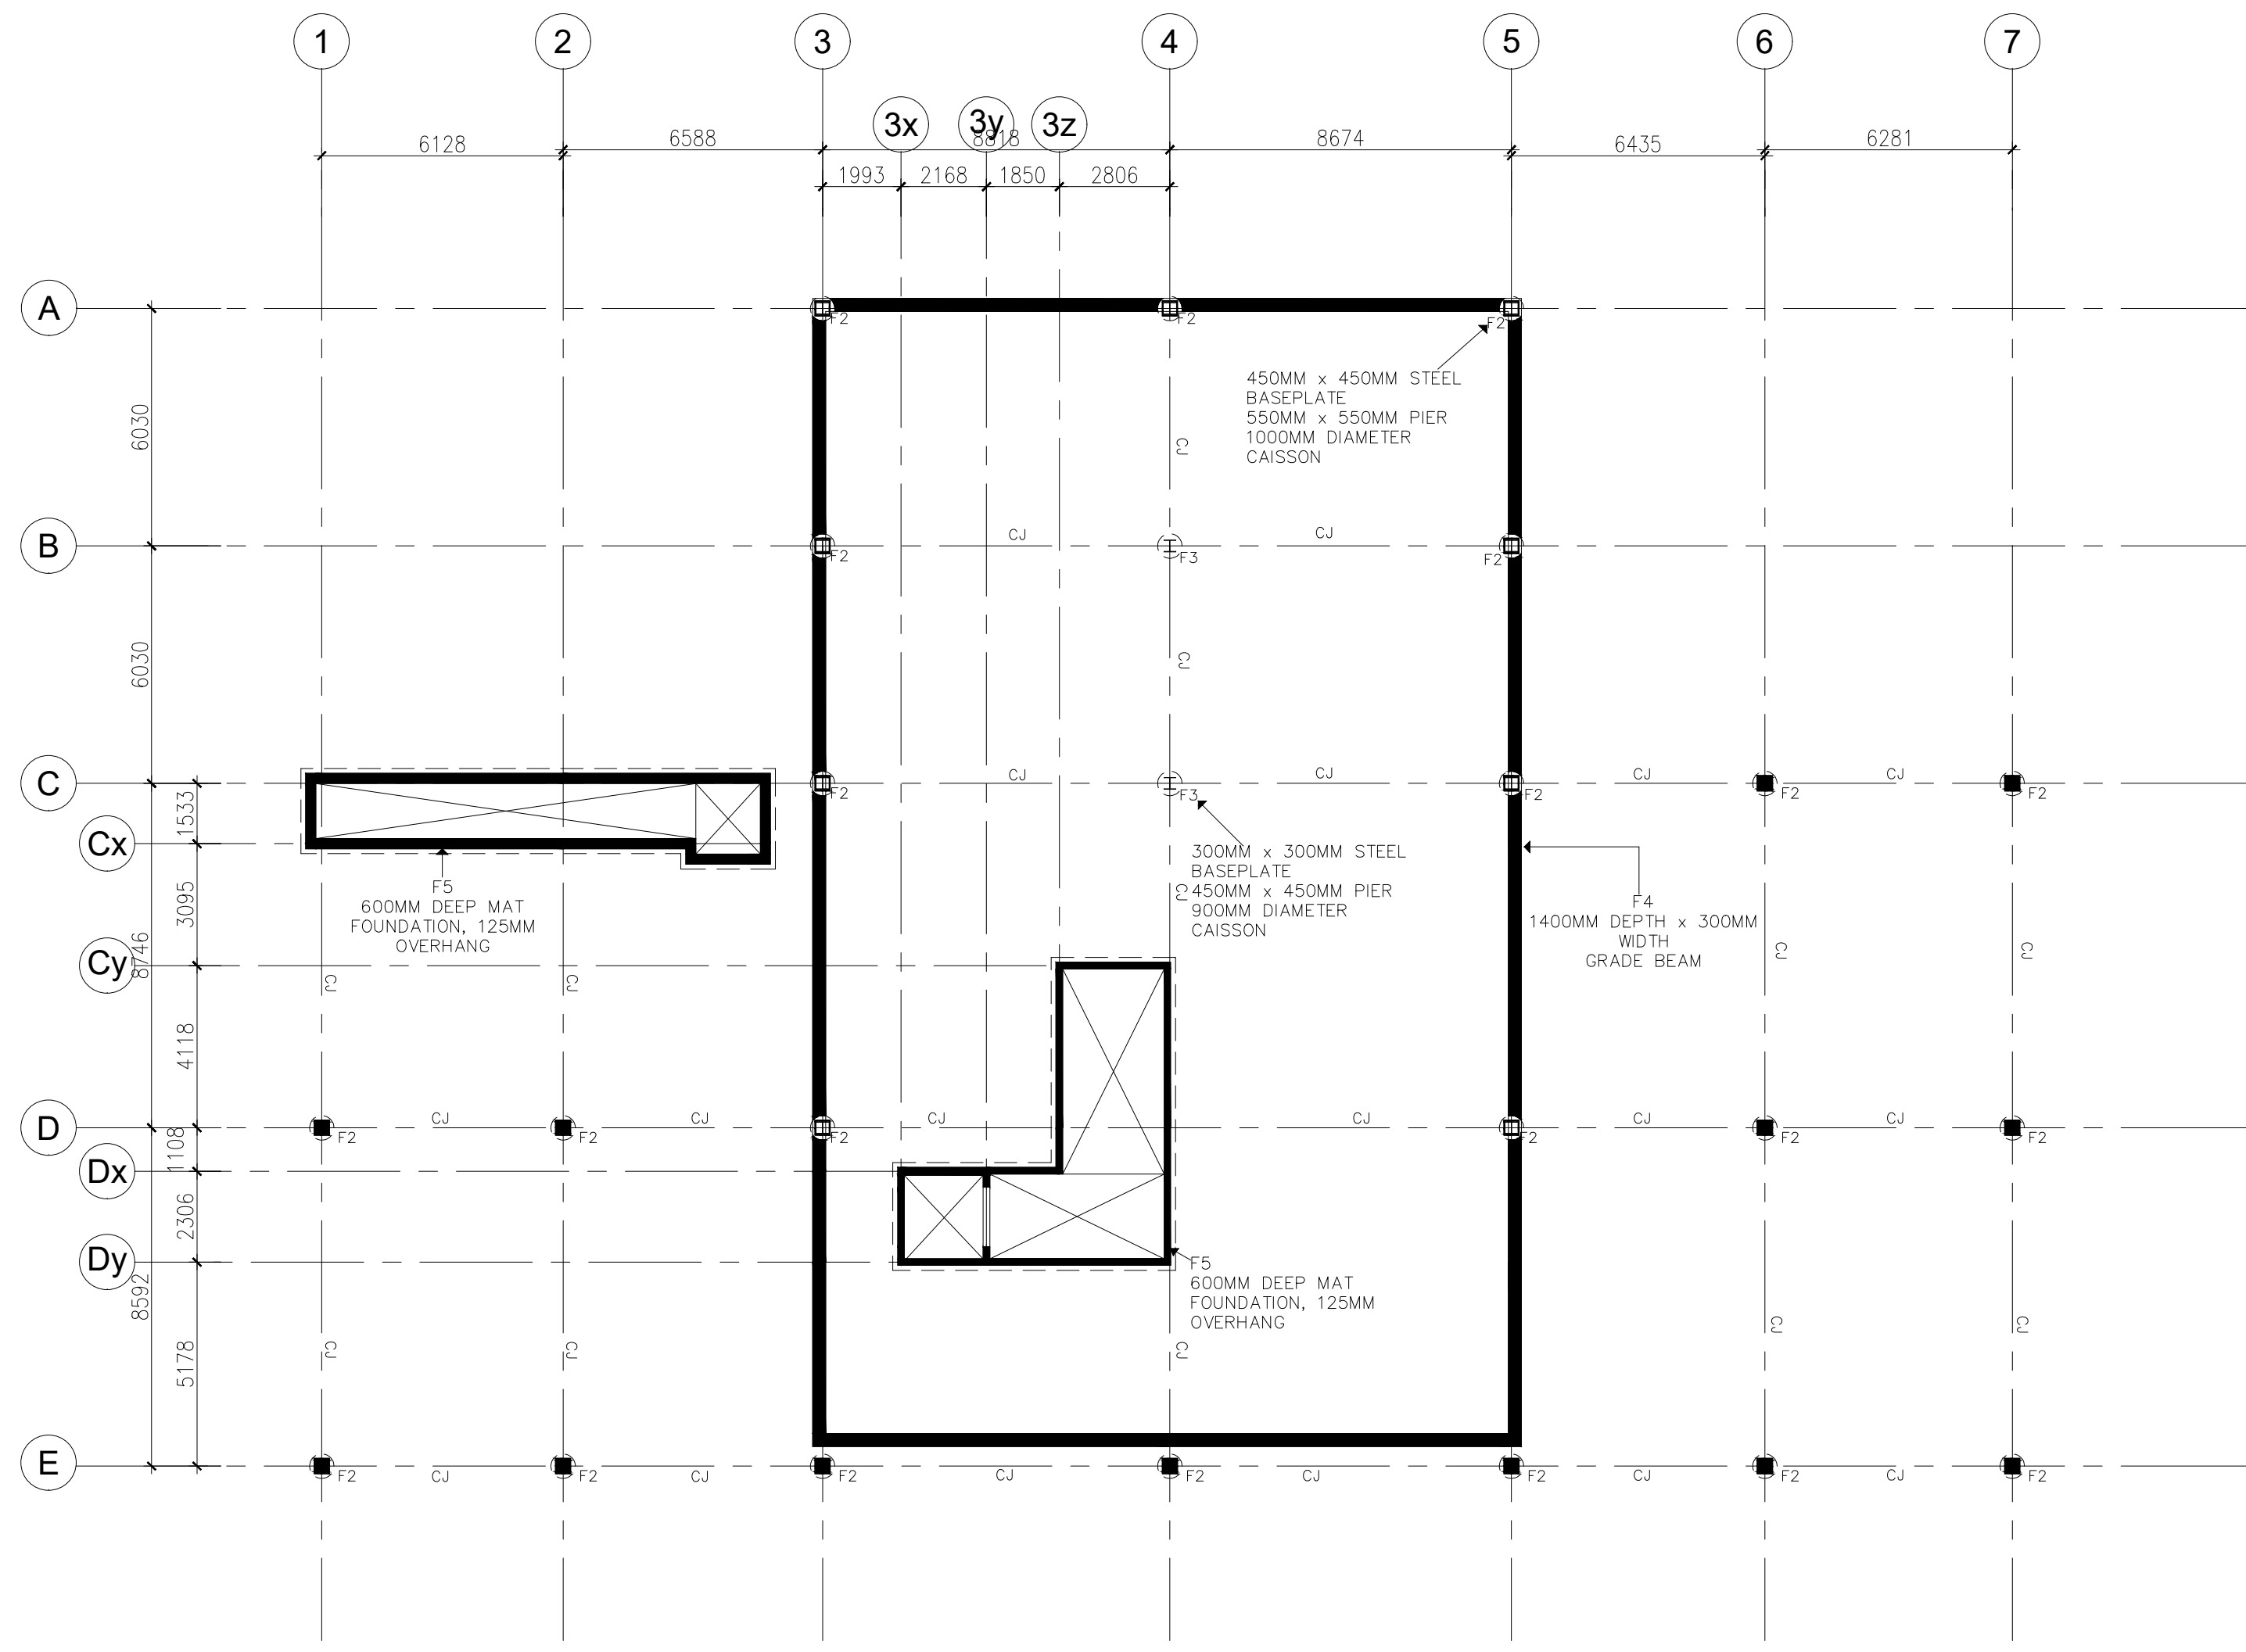 1 2 3 4 5 6 7
3x 3y 3z
6128 6588 8818 8674 6435 6281
1993 2168 1850 2806
A
F2 F2 F2
450MM x 450MM STEEL
BASEPLATE
550MM x 550MM PIER
1000MM DIAMETER
CAISSON
6030
CJ
B
CJ CJ
F2 F3 F2
6030
CJ
C
CJ CJ CJ CJ
F2 F3 F2 F2 F2
1533
Cx
300MM x 300MM STEEL
BASEPLATE
450MM x 450MM PIER
900MM DIAMETER
CAISSON
CJ
F5
600MM DEEP MAT
FOUNDATION, 125MM
OVERHANG
F4
1400MM DEPTH x 300MM
WIDTH
GRADE BEAM
3095
8746
Cy
CJ CJ CJ CJ
4118
D
CJ CJ CJ CJ CJ CJ
F2 F2 F2 F2 F2 F2
1108
Dx
2306
Dy
F5
600MM DEEP MAT
FOUNDATION, 125MM
OVERHANG
8592
5178
CJ CJ CJ CJ CJ
E
F2 F2 F2 F2 F2 F2 F2
CJ CJ CJ CJ CJ CJ